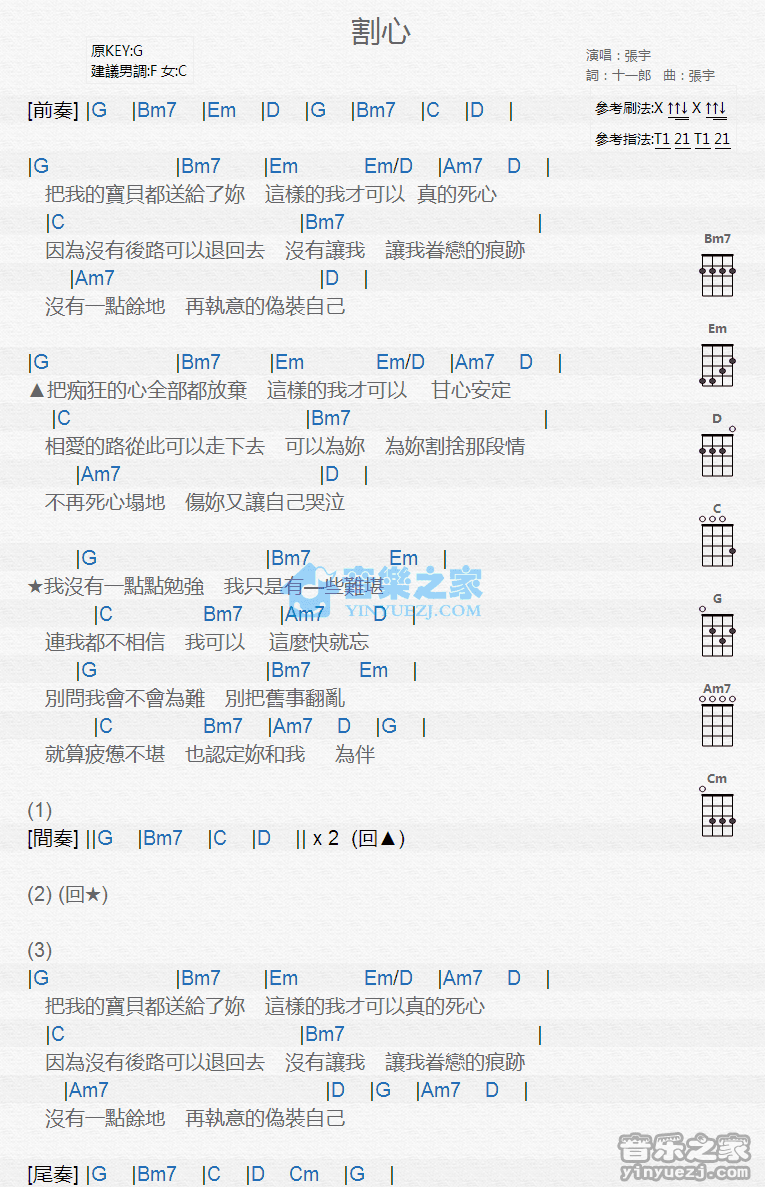 割心
原KEY:G
建議男調:F 女:C
演唱：張宇
詞：十一郎　曲：張宇
參考刷法:X ↑↑↓ X ↑↑↓
參考指法:T1 21 T1 21
[前奏] |G |Bm7 |Em |D |G |Bm7 |C |D |
|G |Bm7 |Em Em/D |Am7 D |
把我的寶貝都送給了妳　這樣的我才可以 真的死心
|C |Bm7 |
因為沒有後路可以退回去　沒有讓我　讓我眷戀的痕跡
|Am7 |D |
沒有一點餘地　再執意的偽裝自己
|G |Bm7 |Em Em/D |Am7 D |
▲把痴狂的心全部都放棄　這樣的我才可以　甘心安定
|C |Bm7 |
相愛的路從此可以走下去　可以為妳　為妳割捨那段情
|Am7 |D |
不再死心塌地　傷妳又讓自己哭泣
|G |Bm7 Em |
★我沒有一點點勉強　我只是有一些難堪
|C Bm7 |Am7 D |
連我都不相信　我可以　這麼快就忘
|G |Bm7 Em |
別問我會不會為難　別把舊事翻亂
|C Bm7 |Am7 D |G |
就算疲憊不堪　也認定妳和我　為伴
(1)
[間奏] ||G |Bm7 |C |D || x 2 (回▲)
(2) (回★)
(3)
|G |Bm7 |Em Em/D |Am7 D |
把我的寶貝都送給了妳　這樣的我才可以真的死心
|C |Bm7 |
因為沒有後路可以退回去　沒有讓我　讓我眷戀的痕跡
|Am7 |D |G |Am7 D |
沒有一點餘地　再執意的偽裝自己
[尾奏] |G |Bm7 |C |D Cm |G |
Bm7
Em
D
C
G
Am7
Cm
音樂之家
YINYUEZJ.COM
音乐之家
yinyuezj.com